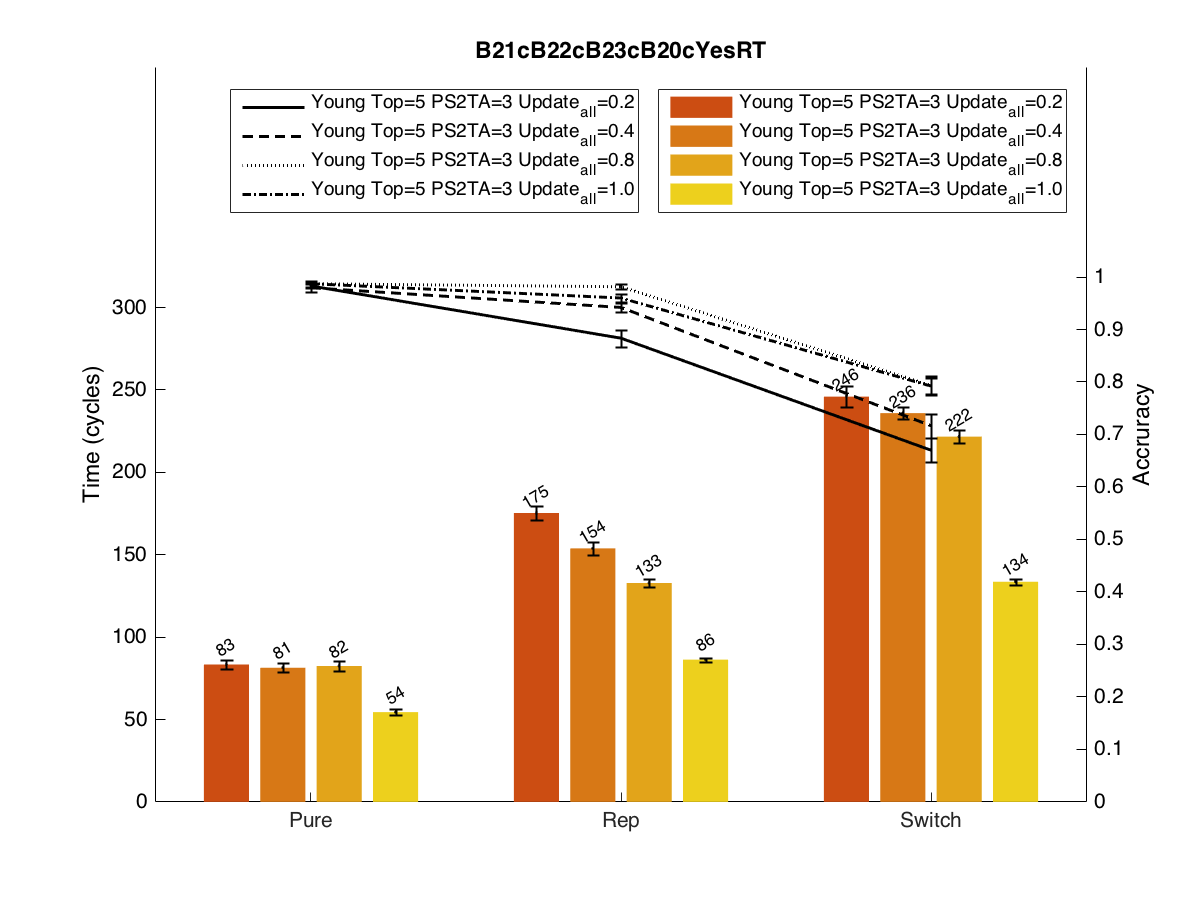 B21cB22cB23cB20cYesRT
Young Top=5 PS2TA=3 Update_all=0.2
Young Top=5 PS2TA=3 Update_all=0.4
Young Top=5 PS2TA=3 Update_all=0.8
Young Top=5 PS2TA=3 Update_all=1.0
Young Top=5 PS2TA=3 Update_all=0.2
Young Top=5 PS2TA=3 Update_all=0.4
Young Top=5 PS2TA=3 Update_all=0.8
Young Top=5 PS2TA=3 Update_all=1.0
Time (cycles)
300
250
200
150
100
50
0
83
81
82
54
175
154
133
86
246
236
222
134
Pure
Rep
Switch
1
0.9
0.8
0.7
0.6
0.5
0.4
0.3
0.2
0.1
0
Accruracy